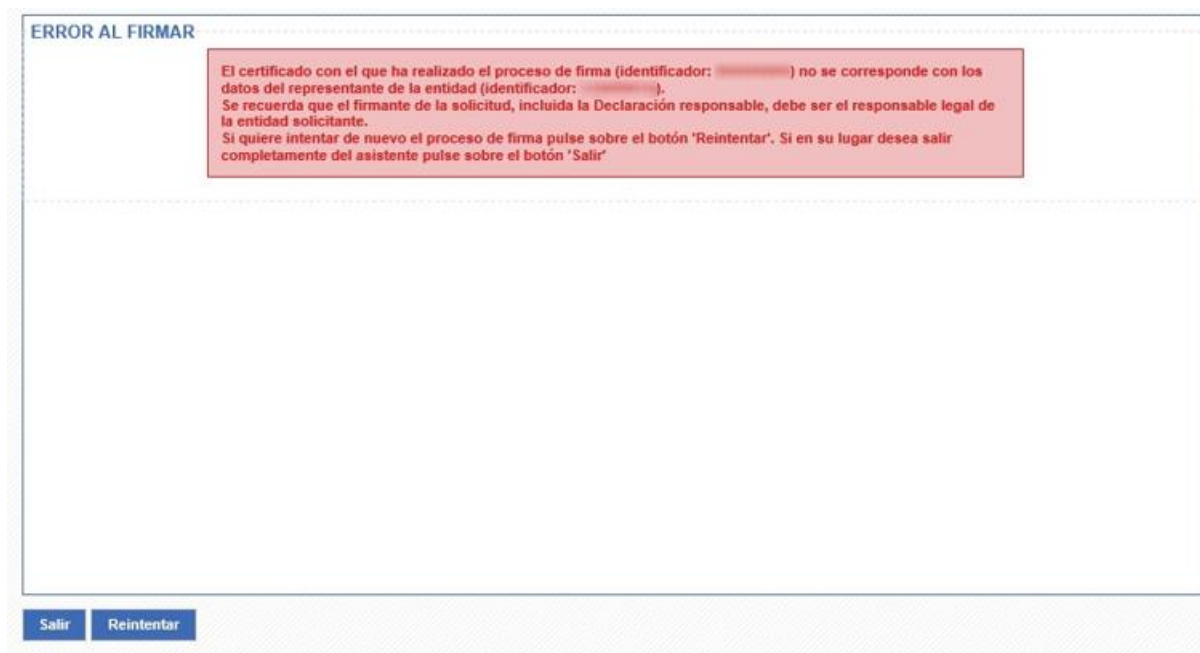 ERROR AL FIRMAR
El certificado con el que ha realizado el proceso de firma (identificador: ) no se corresponde con los
datos del representante de la entidad (identificador: ).
Se recuerda que el firmante de la solicitud, incluida la Declaración responsable, debe ser el responsable legal de
la entidad solicitante.
Si quiere intentar de nuevo el proceso de firma pulse sobre el botón 'Reintentar'. Si en su lugar desea salir
completamente del asistente pulse sobre el botón 'Salir'
Salir Reintentar